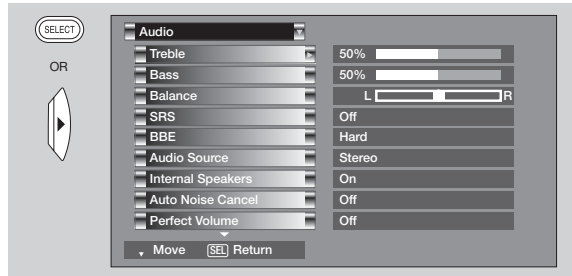 SELECT
OR
Audio
Treble 50%
Bass 50%
Balance L R
SRS Off
BBE Hard
Audio Source Stereo
Internal Speakers On
Auto Noise Cancel Off
Perfect Volume Off
Move SEL Return